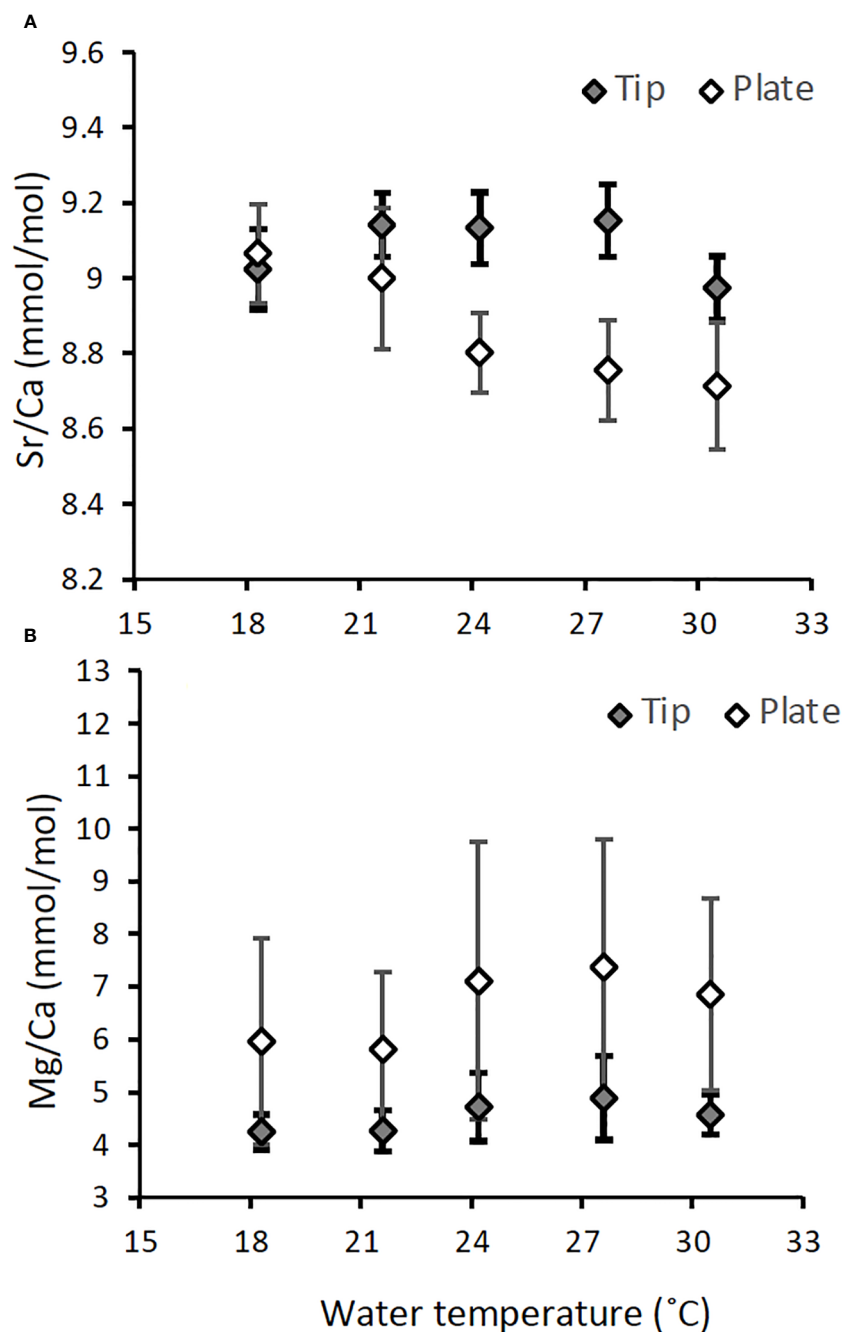 A
9.6
Tip Plate
9.4
9.2
9
8.8
8.6
8.4
8.2
Sr/Ca (mmol/mol)
15 18 21 24 27 30 33
B
13
Tip Plate
12
11
10
9
8
7
6
5
4
3
Mg/Ca (mmol/mol)
15 18 21 24 27 30 33
Water temperature (˚C)